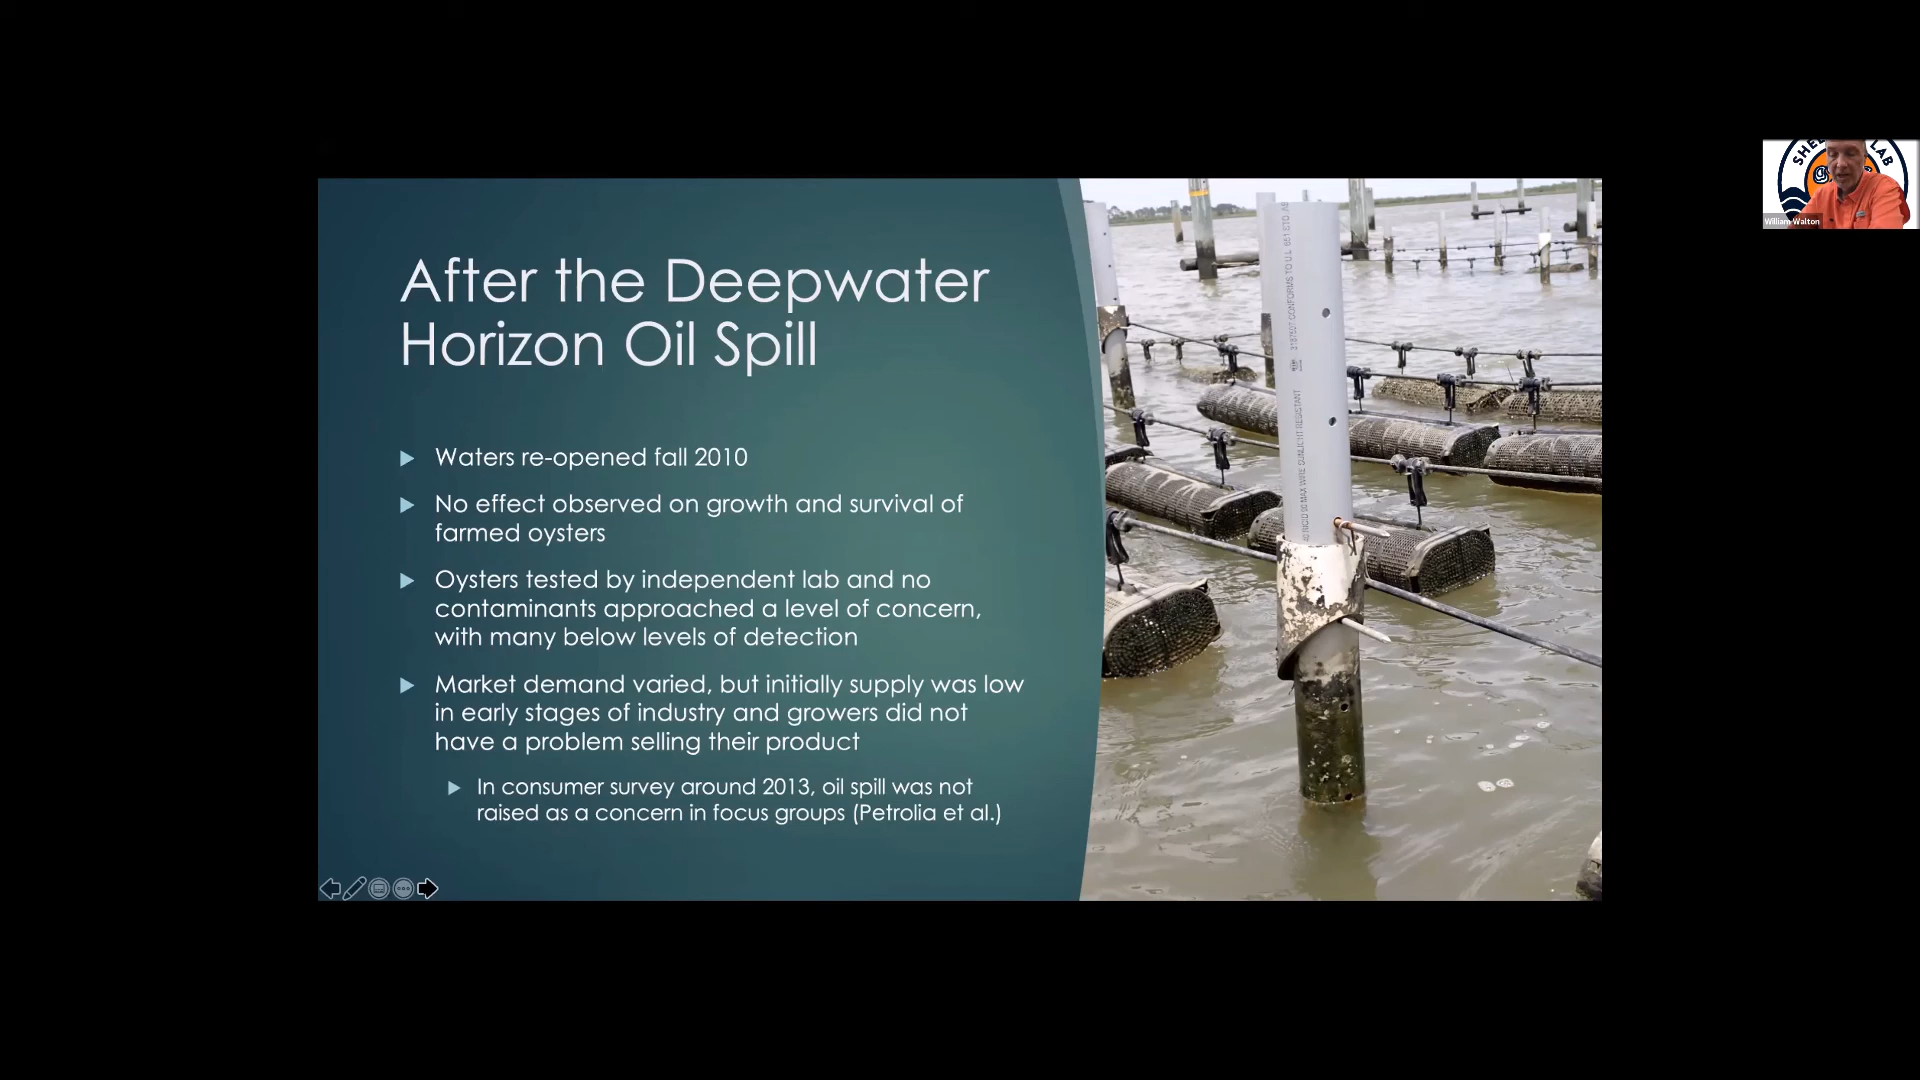 After the Deepwater
Horizon Oil Spill
Waters re-opened fall 2010
No effect observed on growth and survival of
farmed oysters
Oysters tested by independent lab and no
contaminants approached a level of concern,
with many below levels of detection
Market demand varied, but initially supply was low
in early stages of industry and growers did not
have a problem selling their product
In consumer survey around 2013, oil spill was not
raised as a concern in focus groups (Petrolia et al.)
LAB
William Walton